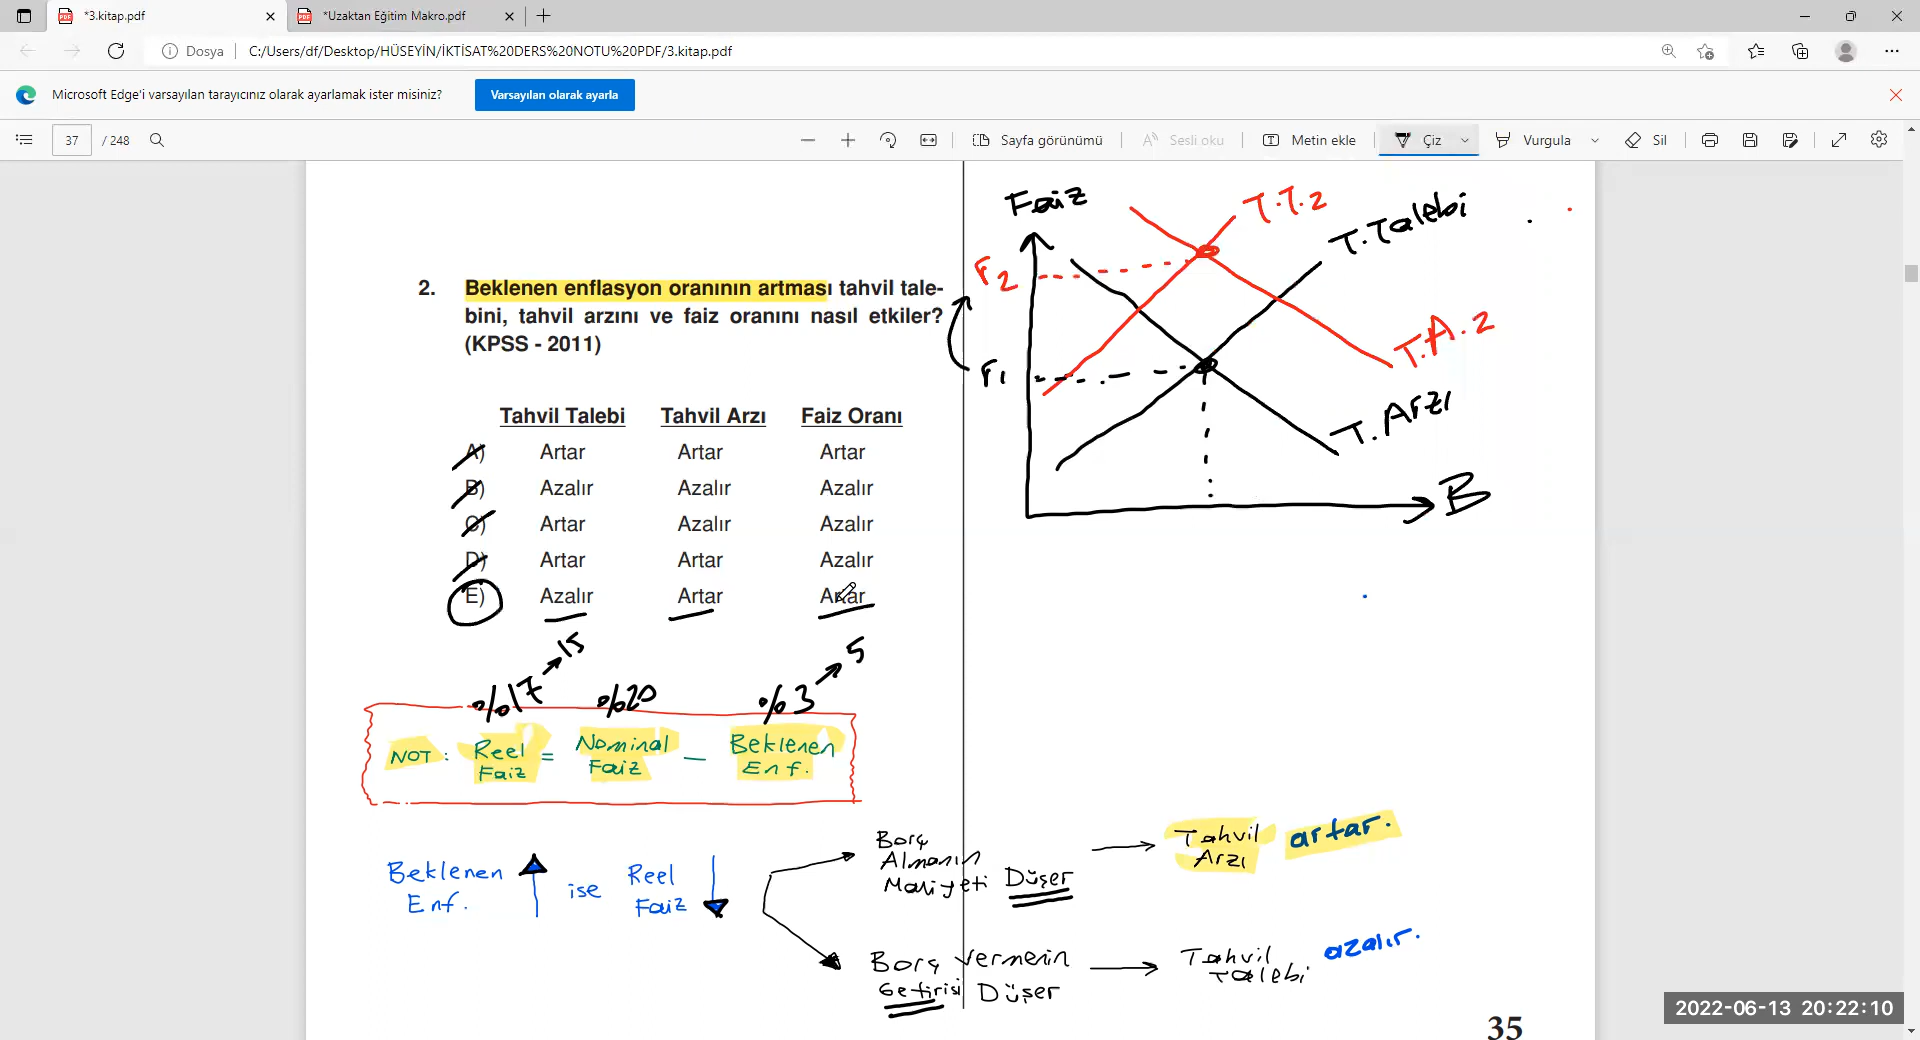 *3.kitap.pdf
*Uzaktan Eğitim Makro.pdf
Dosya
C:/Users/df/Desktop/HÜSEYİN/İKTİSAT%20DERS%20NOTU%20PDF/3.kitap.pdf
Microsoft Edge'i varsayılan tarayıcınız olarak ayarlamak ister misiniz?
Varsayılan olarak ayarla
37 / 248
Sayfa görünümü
Sesli oku
Metin ekle
Çiz
Vurgula
Sil
2. Beklenen enflasyon oranının artması tahvil tale-
bini, tahvil arzını ve faiz oranını nasıl etkiler?
(KPSS - 2011)
Tahvil Talebi Tahvil Arzı Faiz Oranı
A) Artar Artar Artar
B) Azalır Azalır Azalır
C) Artar Azalır Azalır
D) Artar Artar Azalır
E) Azalır Artar Artar
15 5
%17 %20 %3
NOT: Reel Faiz = Nominal Faiz - Beklenen Enf.
Beklenen Enf. ise Reel Faiz
Borç
Almanın
Maliyeti Düşer
Tahvil Arzı artar.
Borç Vermenin
Getirisi Düşer
Tahvil Talebi azalır.
Faiz
T.T.2
T.Talebi
F2
T.A.2
F1
T.Arzı
B
35
2022-06-13 20:22:10